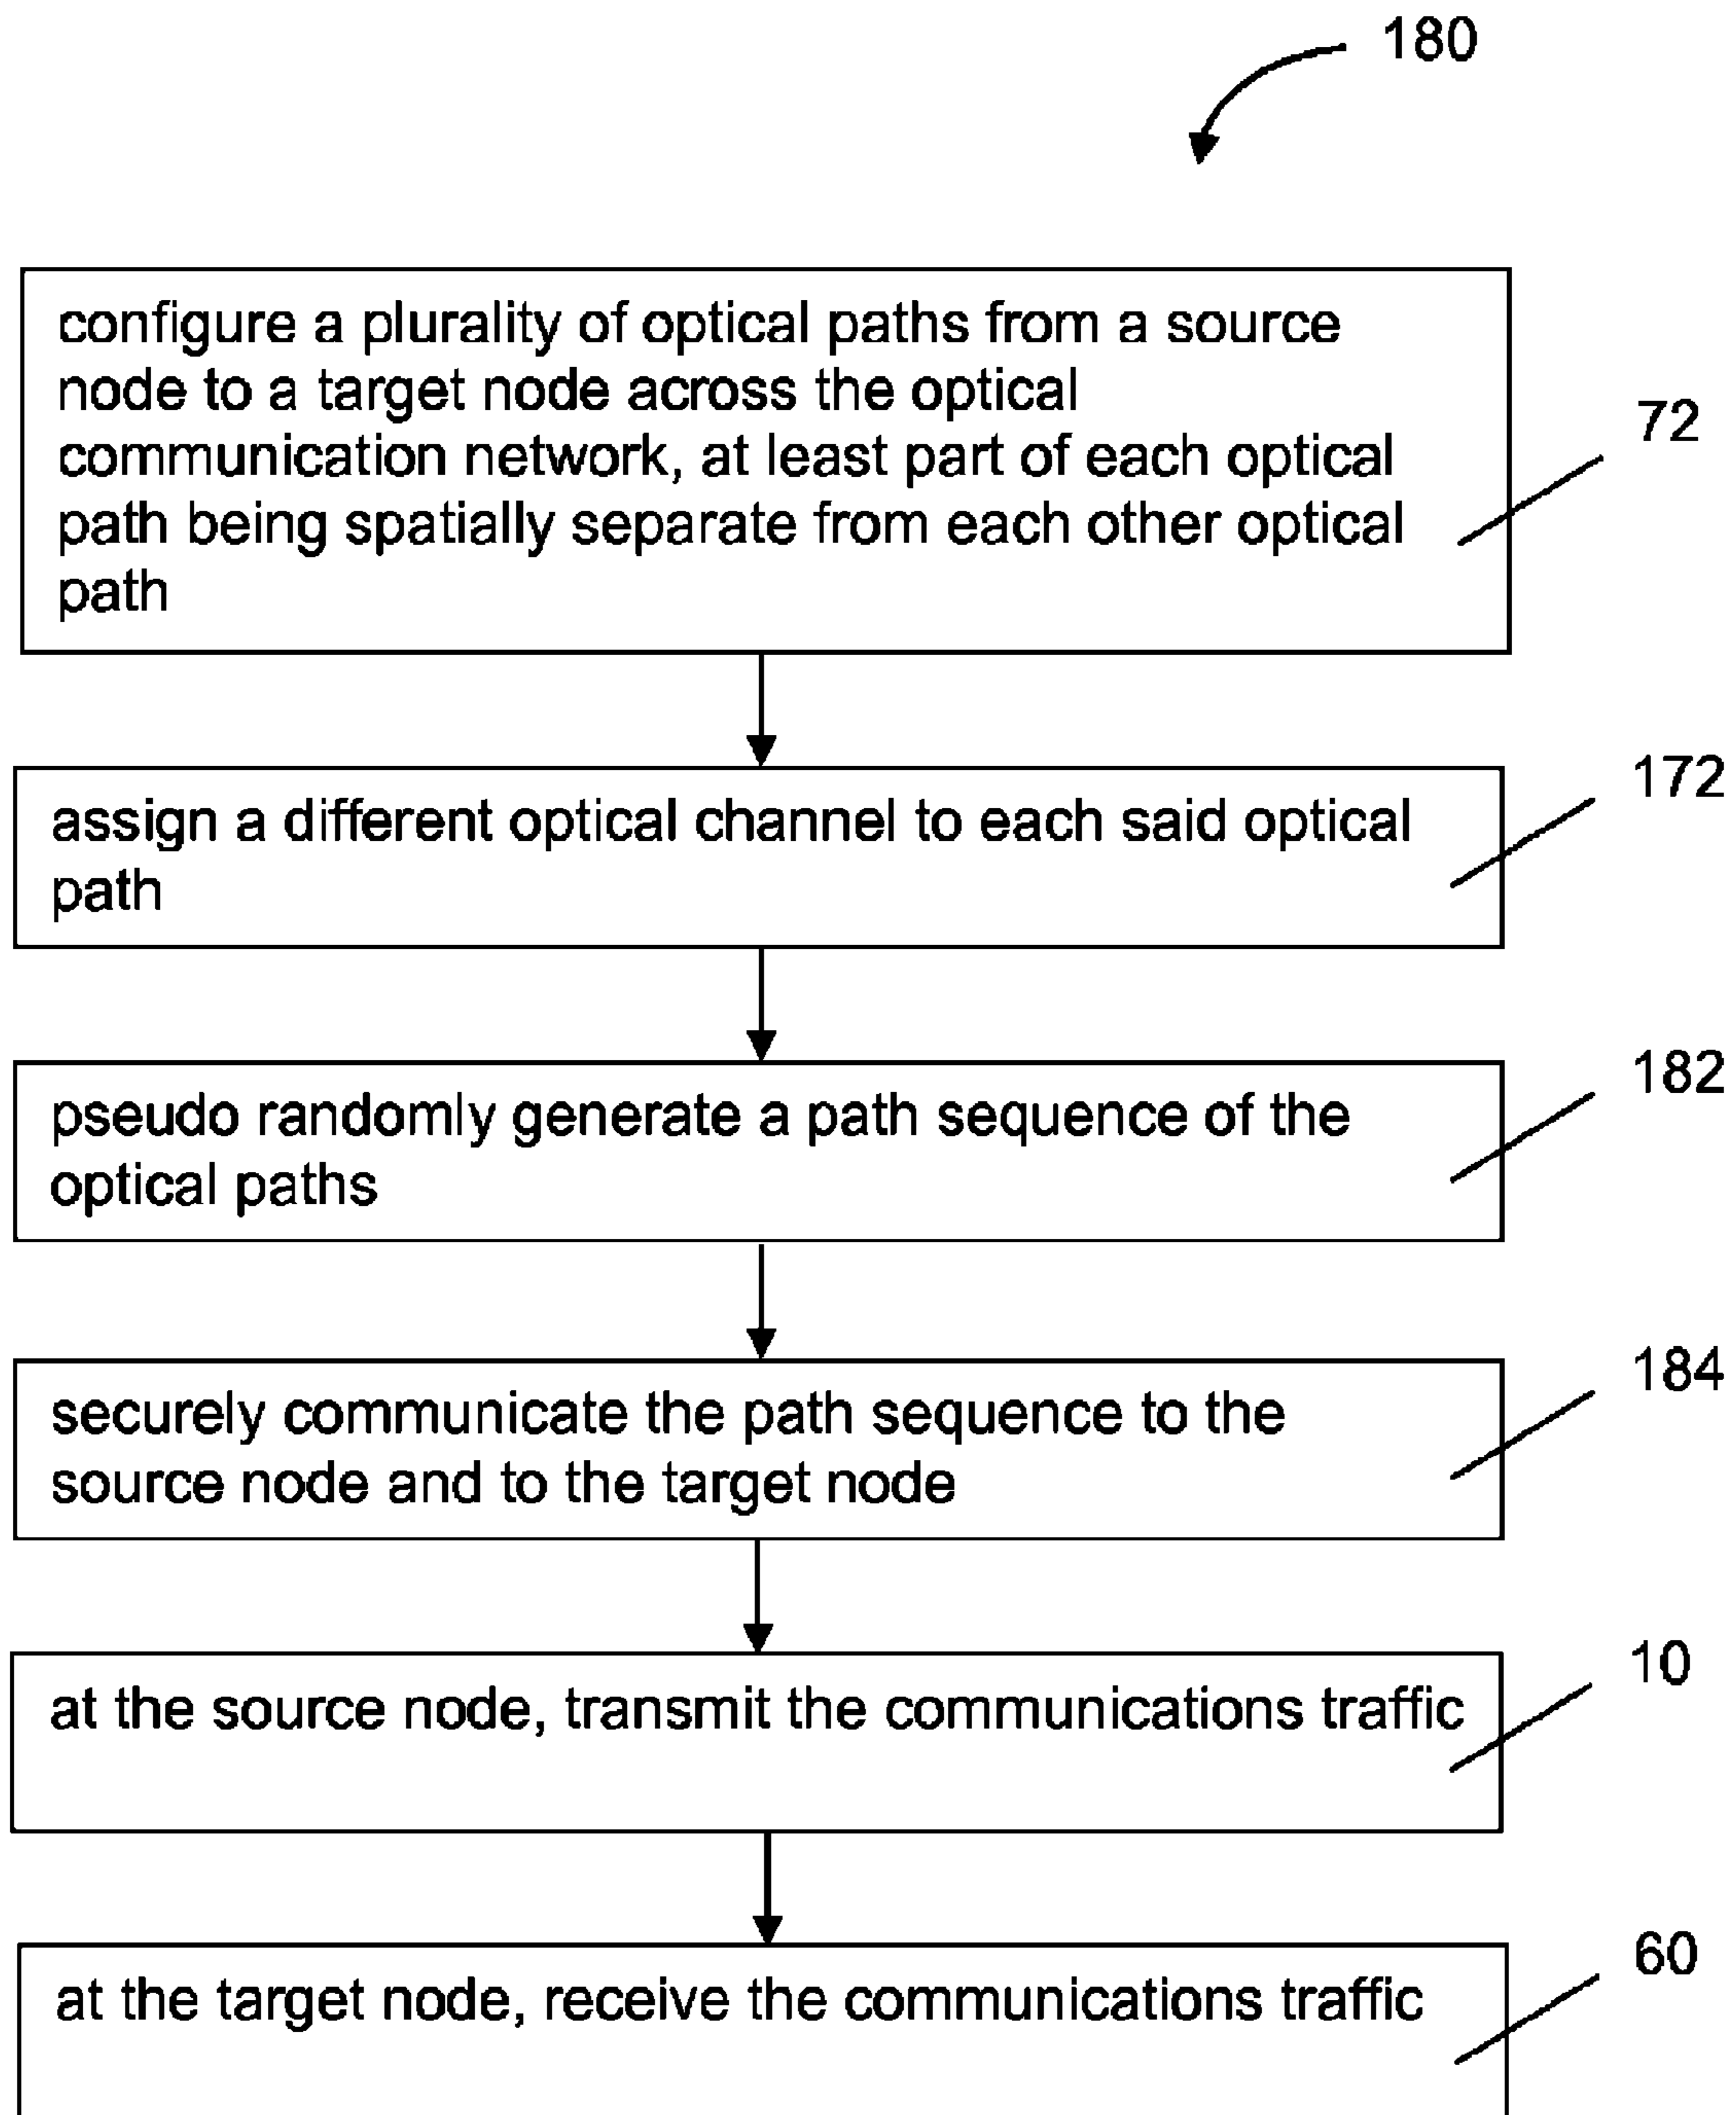 180
configure a plurality of optical paths from a source
node to a target node across the optical
communication network, at least part of each optical
path being spatially separate from each other optical
path
72
assign a different optical channel to each said optical
path
172
pseudo randomly generate a path sequence of the
optical paths
182
securely communicate the path sequence to the
source node and to the target node
184
at the source node, transmit the communications traffic
10
at the target node, receive the communications traffic
60